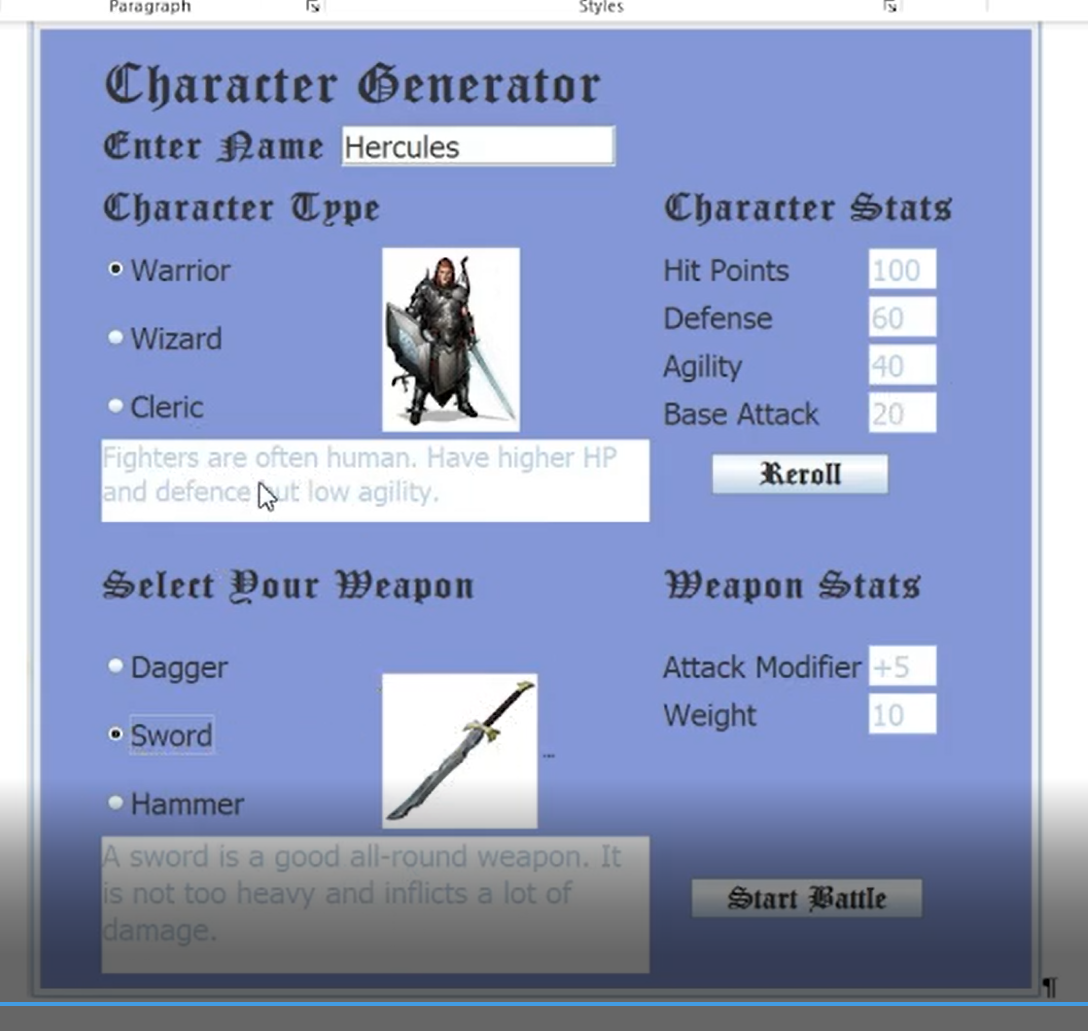 Paragraph Styles
Character Generator
Enter Name Hercules
Character Type Character Stats
Warrior Hit Points 100
Defense 60
Wizard
Agility 40
Cleric Base Attack 20
Fighters are often human. Have higher HP
and defence but low agility.
Reroll
Select Your Weapon Weapon Stats
Dagger Attack Modifier +5
Sword Weight 10
...
Hammer
A sword is a good all-round weapon. It
is not too heavy and inflicts a lot of
damage.
Start Battle
¶